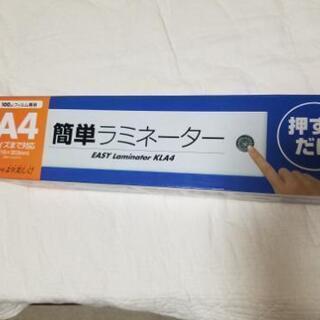 100μフィルム専用
A4
イズまで対応
簡単ラミネーター
EASY Laminator KLA4
押す
だけ